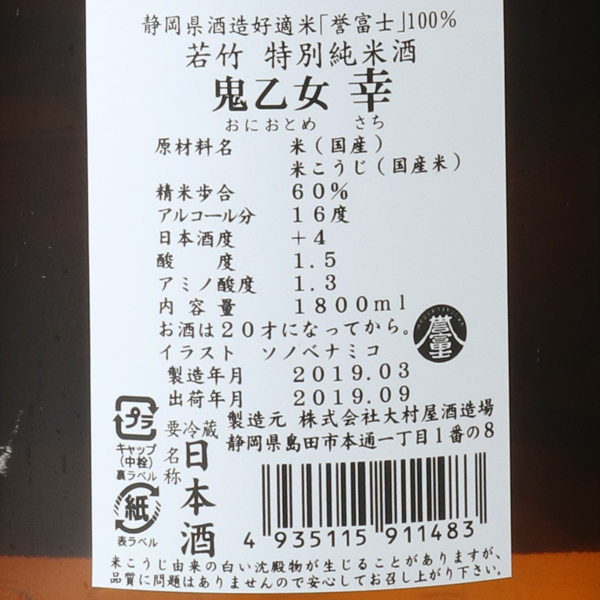 静岡県酒造好適米「誉富士」100%
若竹 特別純米酒
鬼乙女 幸
おにおとめ さち
原材料名 米(国産)
米こうじ(国産米)
精米歩合 60%
アルコール分 16度
日本酒度 +4
酸度 1.5
アミノ酸度 1.3
内容量 1800ml
お酒は20才になってから。
イラスト ソノベナミコ
誉富士
製造年月 2019.03
出荷年月 2019.09
製造元 株式会社大村屋酒造場
静岡県島田市本通一丁目1番の8
プラ
キャップ
(中栓)
裏ラベル
紙
表ラベル
要冷蔵
名称
日本酒
4 935115 911483
米こうじ由来の白い沈殿物が生じることがありますが、
品質に問題はありませんので安心してお召し上がり下さい。